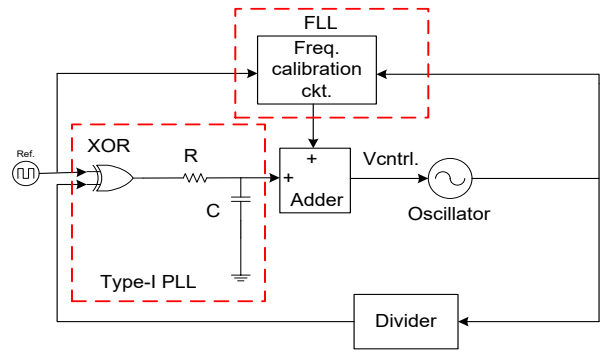 FLL
Freq.
calibration
ckt.
XOR
Ref.
R
C
+
+
Adder
Vcntrl.
Oscillator
Type-I PLL
Divider